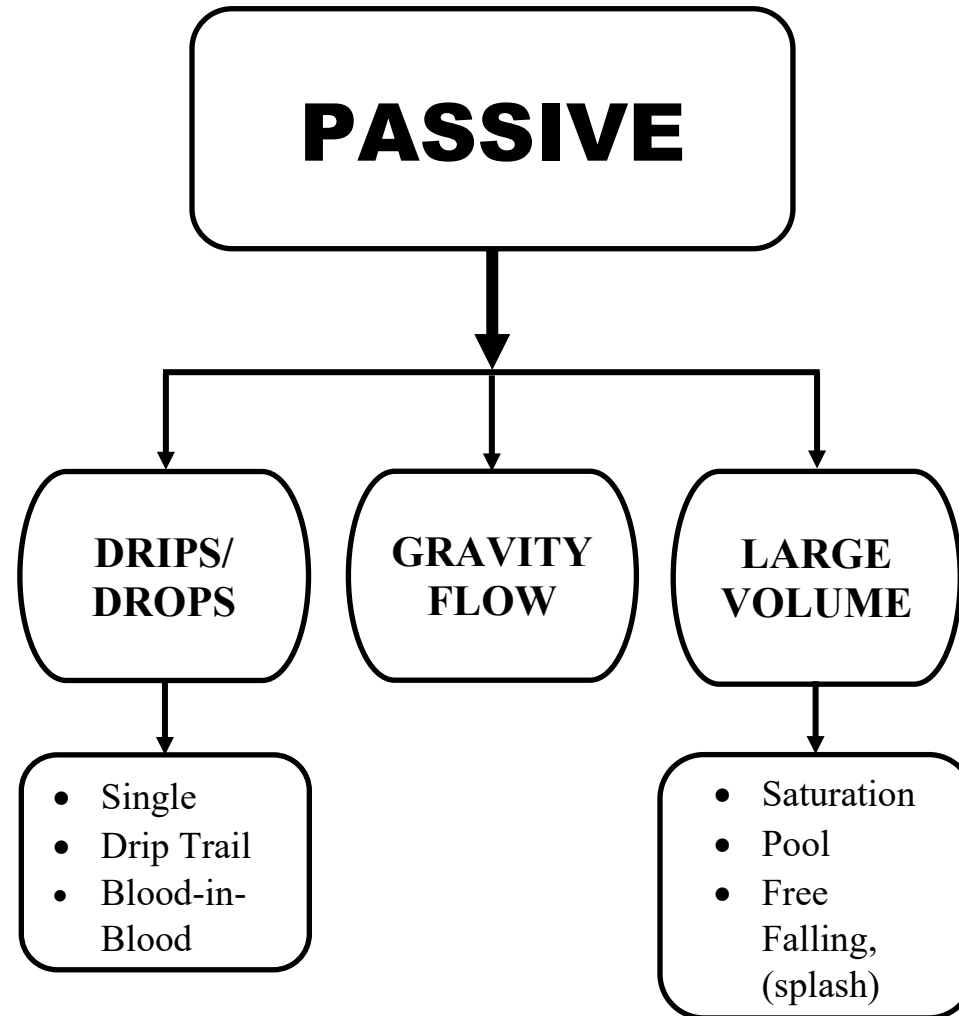 PASSIVE
DRIPS/
DROPS
GRAVITY
FLOW
LARGE
VOLUME
• Single
• Drip Trail
• Blood-in-
Blood
• Saturation
• Pool
• Free
Falling,
(splash)